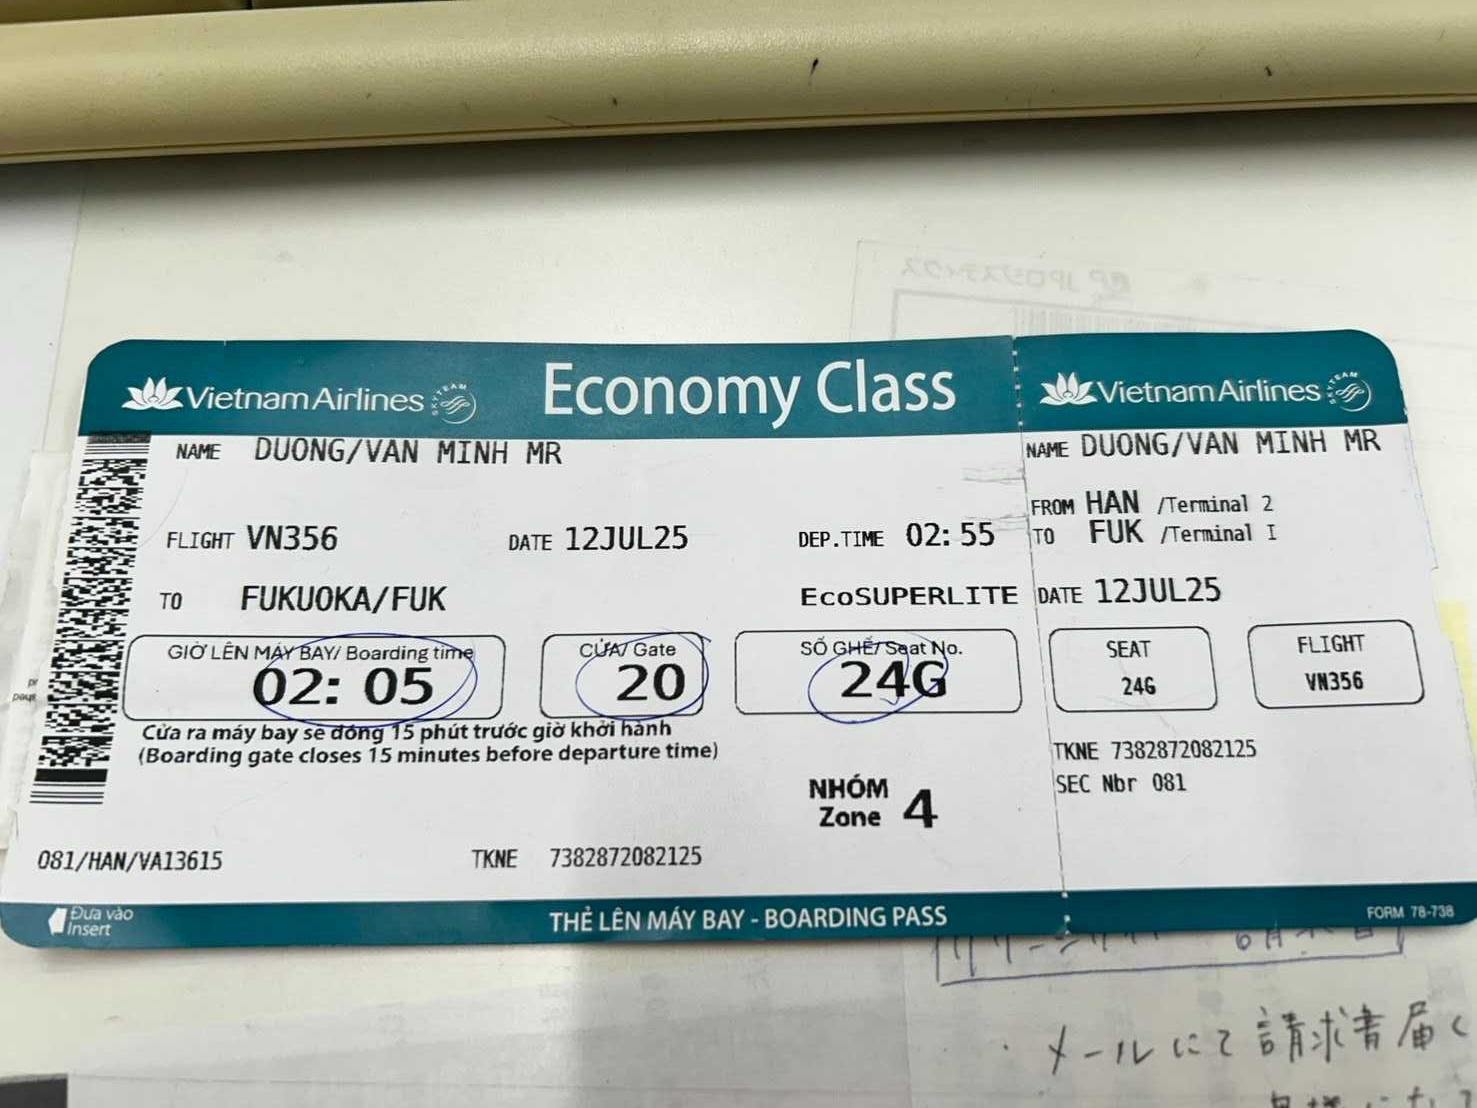 Vietnam Airlines SKYTEAM
Economy Class
Vietnam Airlines SKYTEAM
NAME DUONG/VAN MINH MR
FLIGHT VN356 DATE 12JUL25 DEP.TIME 02:55
TO FUKUOKA/FUK EcoSUPERLITE
GIỜ LÊN MÁY BAY/ Boarding time
02: 05
CỬA/ Gate
20
SỐ GHẾ/ Seat No.
24G
Cửa ra máy bay sẽ đóng 15 phút trước giờ khởi hành
(Boarding gate closes 15 minutes before departure time)
NHÓM
Zone 4
081/HAN/VA13615 TKNE 7382872082125
Đưa vào
Insert
THẺ LÊN MÁY BAY - BOARDING PASS
NAME DUONG/VAN MINH MR
FROM HAN /Terminal 2
TO FUK /Terminal I
DATE 12JUL25
SEAT
24G
FLIGHT
VN356
TKNE 7382872082125
SEC Nbr 081
FORM 78-738
メールにて請求書届く